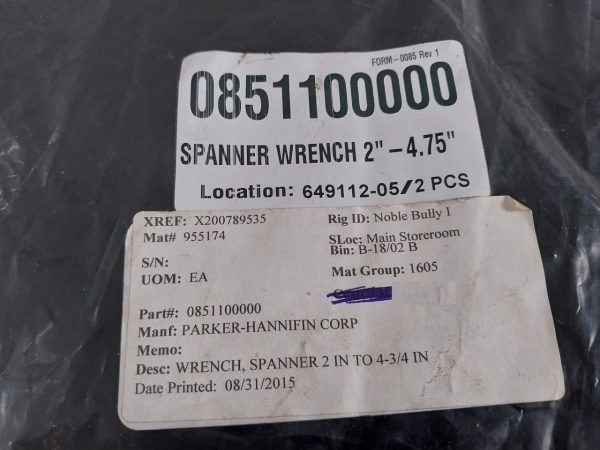 FORM-0085 Rev 1
0851100000
SPANNER WRENCH 2" - 4.75"
Location: 649112-05/2 PCS
XREF: X200789535 Rig ID: Noble Bully I
Mat# 955174 SLoc: Main Storeroom
Bin: B-18/02 B
S/N:
UOM: EA Mat Group: 1605
Part#: 0851100000
Manf: PARKER-HANNIFIN CORP
Memo:
Desc: WRENCH, SPANNER 2 IN TO 4-3/4 IN
Date Printed: 08/31/2015